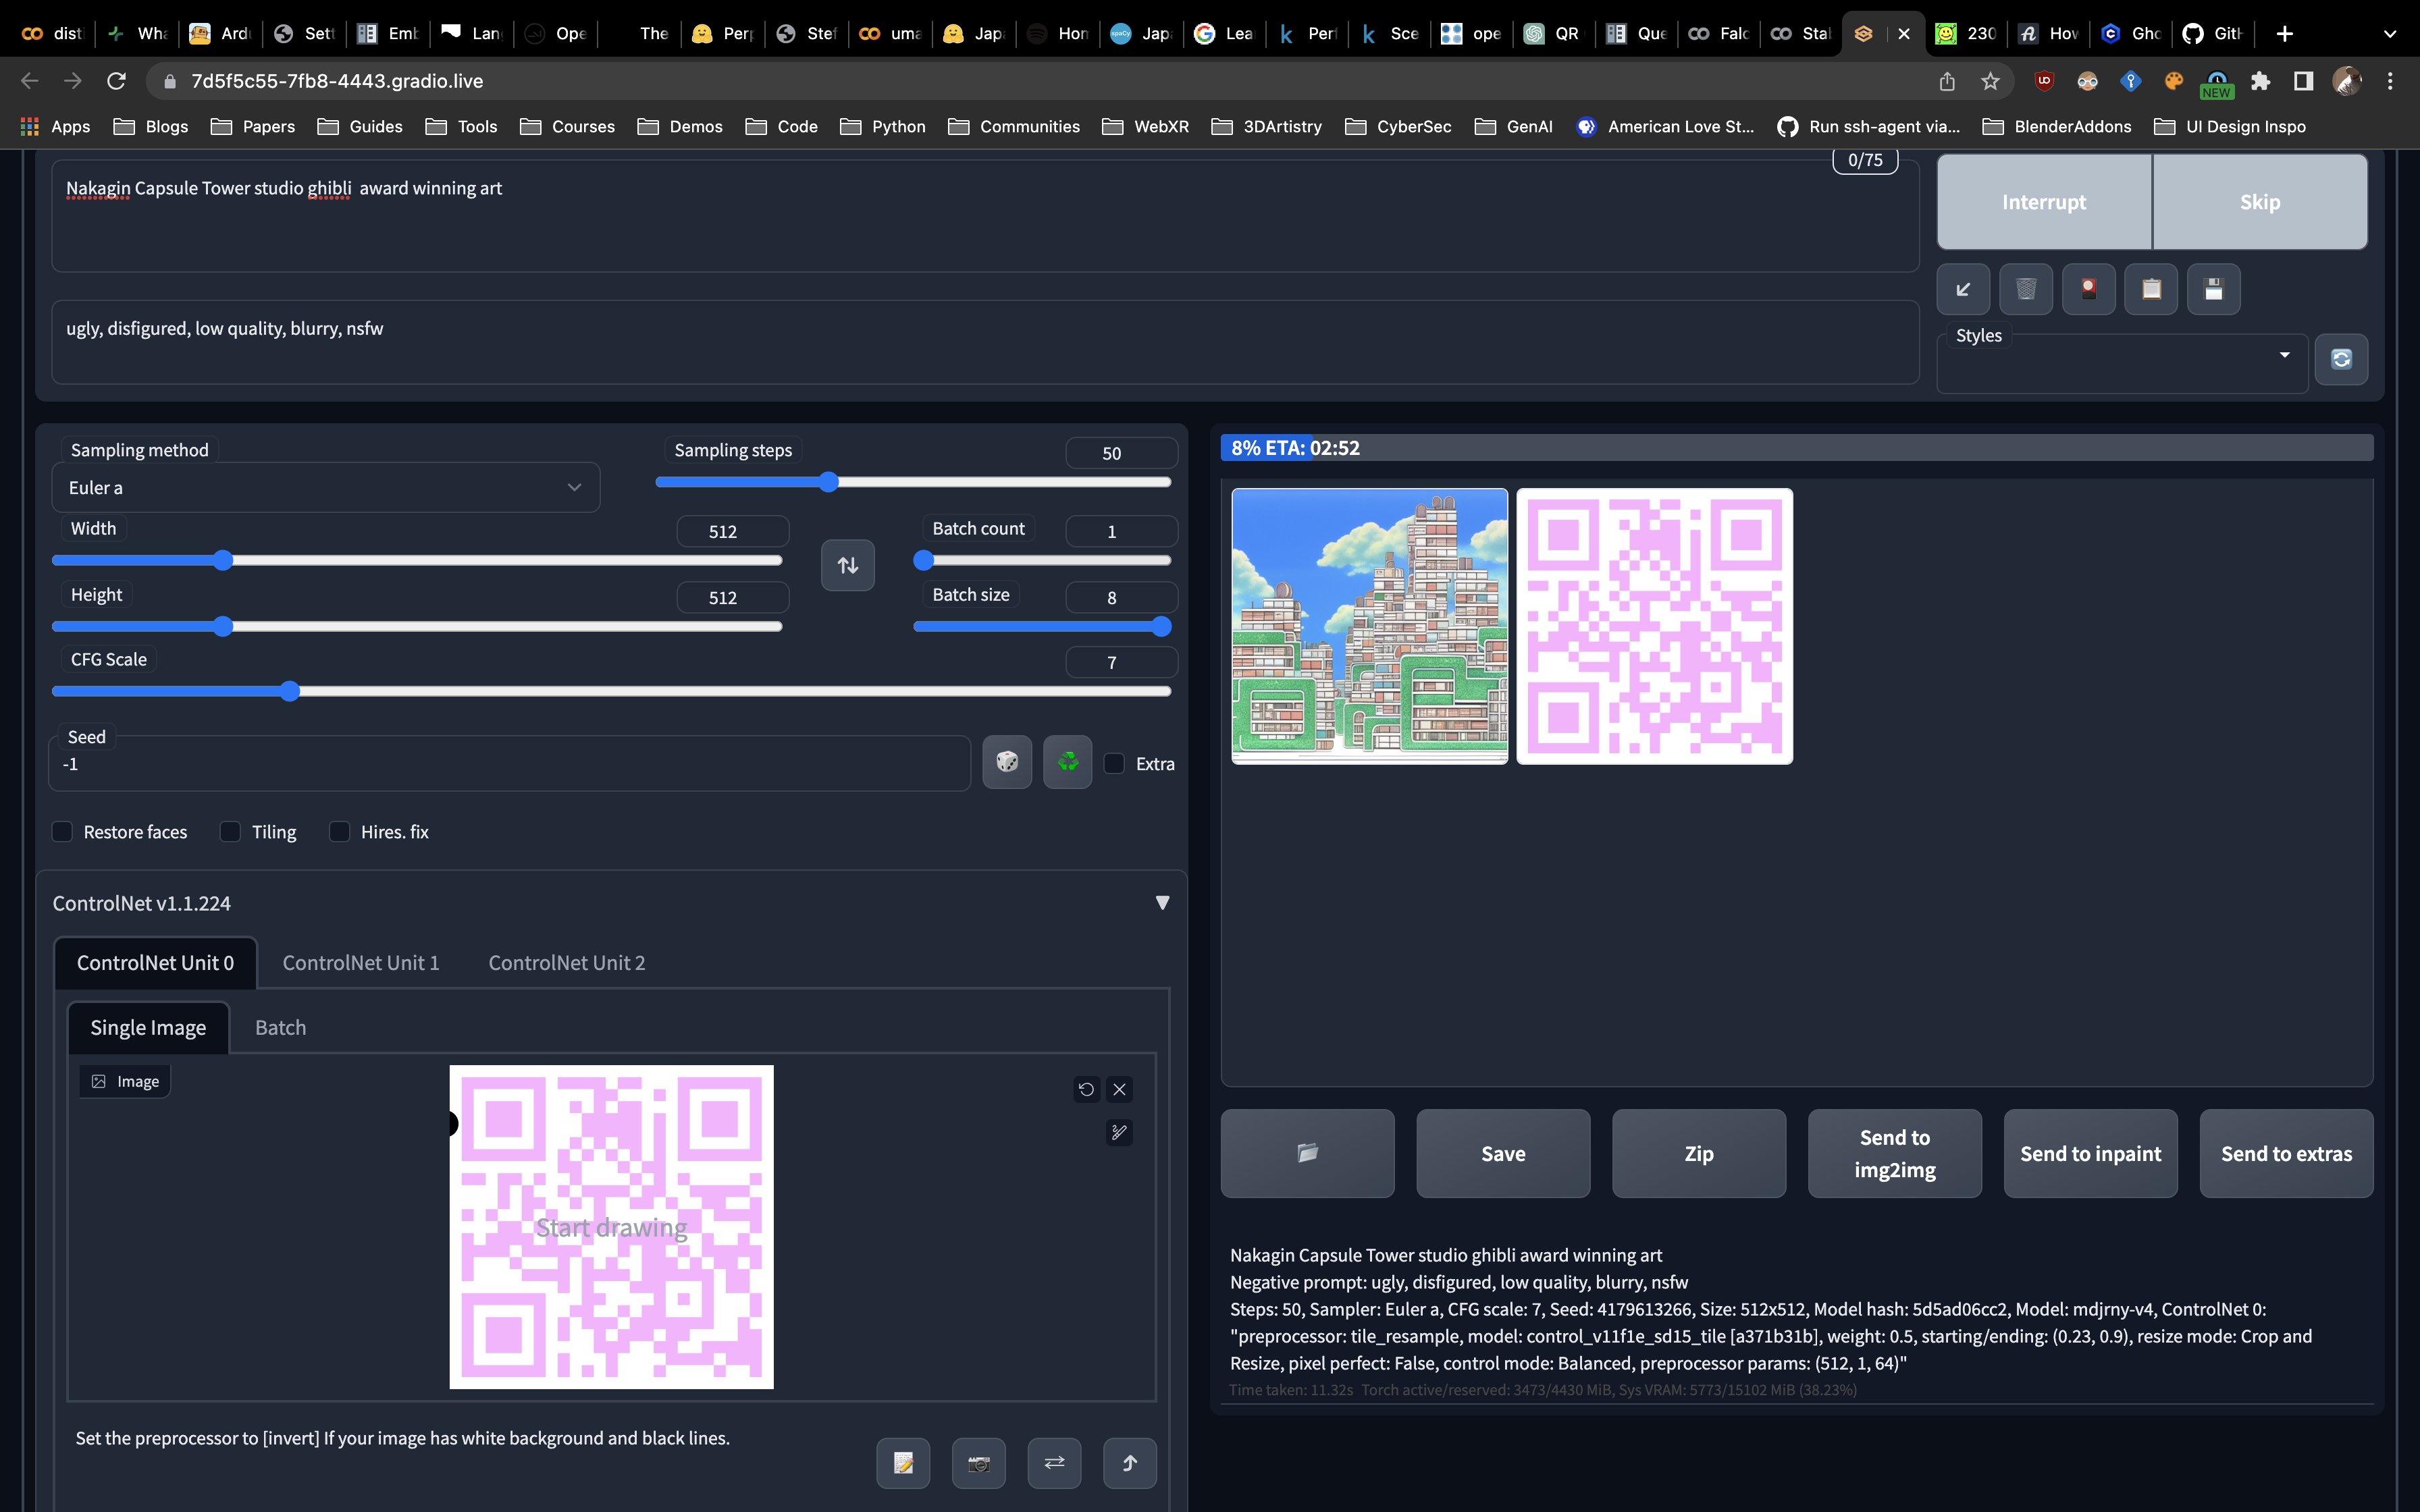 disti
Wha
Ardu
Sett
Emb
Lan
Ope
The
Perp
Stef
uma
Japa
Hom
Japa
Lea
Perf
Sce
ope
QR
Que
Falc
Stal
230
How
Gho
GitH
7d5f5c55-7fb8-4443.gradio.live
NEW
Apps Blogs Papers Guides Tools Courses Demos Code Python Communities WebXR 3DArtistry CyberSec GenAI American Love St... Run ssh-agent via... BlenderAddons UI Design Inspo
0/75
Nakagin Capsule Tower studio ghibli award winning art
Interrupt Skip
ugly, disfigured, low quality, blurry, nsfw
Styles
Sampling method
Euler a
Sampling steps 50
Width 512
Batch count 1
Height 512
Batch size 8
CFG Scale 7
Seed
-1
Extra
Restore faces Tiling Hires. fix
ControlNet v1.1.224
ControlNet Unit 0 ControlNet Unit 1 ControlNet Unit 2
Single Image Batch
Image
Start drawing
Set the preprocessor to [invert] If your image has white background and black lines.
8% ETA: 02:52
Save Zip Send to img2img Send to inpaint Send to extras
Nakagin Capsule Tower studio ghibli award winning art
Negative prompt: ugly, disfigured, low quality, blurry, nsfw
Steps: 50, Sampler: Euler a, CFG scale: 7, Seed: 4179613266, Size: 512x512, Model hash: 5d5ad06cc2, Model: mdjrny-v4, ControlNet 0:
"preprocessor: tile_resample, model: control_v11f1e_sd15_tile [a371b31b], weight: 0.5, starting/ending: (0.23, 0.9), resize mode: Crop and
Resize, pixel perfect: False, control mode: Balanced, preprocessor params: (512, 1, 64)"
Time taken: 11.32s Torch active/reserved: 3473/4430 MiB, Sys VRAM: 5773/15102 MiB (38.23%)